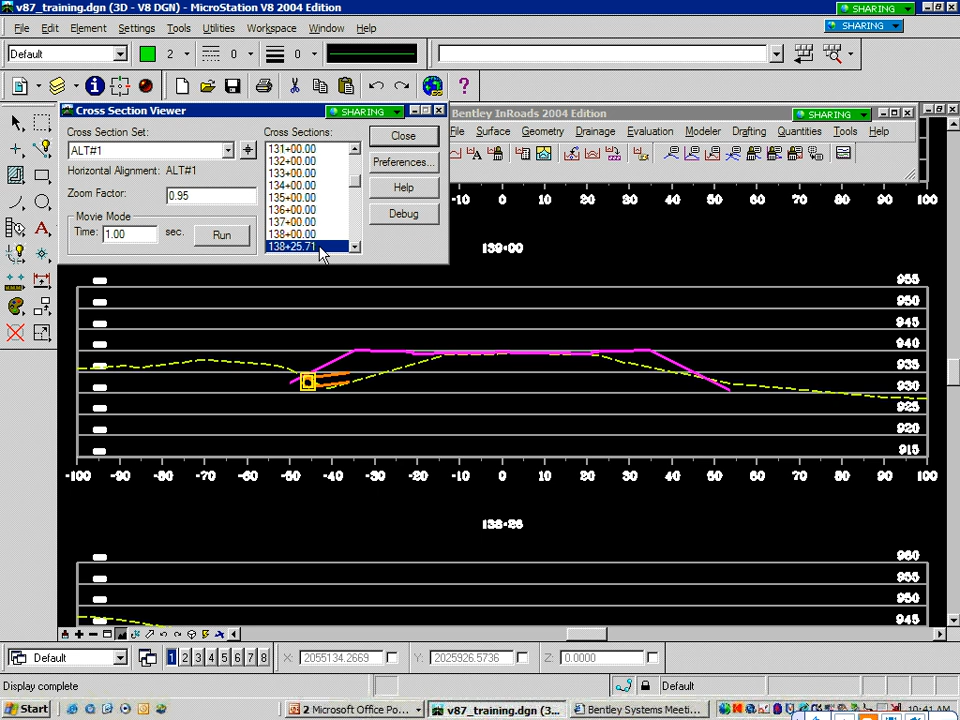 v87_training.dgn (3D - V8 DGN) - MicroStation V8 2004 Edition
SHARING
File Edit Element Settings Tools Utilities Workspace Window Help
SHARING
Default
2
0
0
Cross Section Viewer
SHARING
Cross Section Set:
ALT#1
Horizontal Alignment: ALT#1
Zoom Factor:
0.95
Movie Mode
Time:
1.00
sec.
Run
Cross Sections:
131+00.00
132+00.00
133+00.00
134+00.00
135+00.00
136+00.00
137+00.00
138+00.00
138+25.71
Close
Preferences...
Help
Debug
Bentley InRoads 2004 Edition
SHARING
File Surface Geometry Drainage Evaluation Modeler Drafting Quantities Tools Help
-10 0 10 20 30 40 50 60 70 80 90 100
139+00
955
950
945
940
935
930
925
920
915
-100 -90 -80 -70 -60 -50 -40 -30 -20 -10 0 10 20 30 40 50 60 70 80 90 100
138+26
960
955
950
945
Default
1 2 3 4 5 6 7 8
X: 2055134.2669
Y: 2025926.5736
Z: 0.0000
Display complete
Default
Start
2 Microsoft Office Po...
v87_training.dgn (3...
Bentley Systems Meeti...
10:41 AM